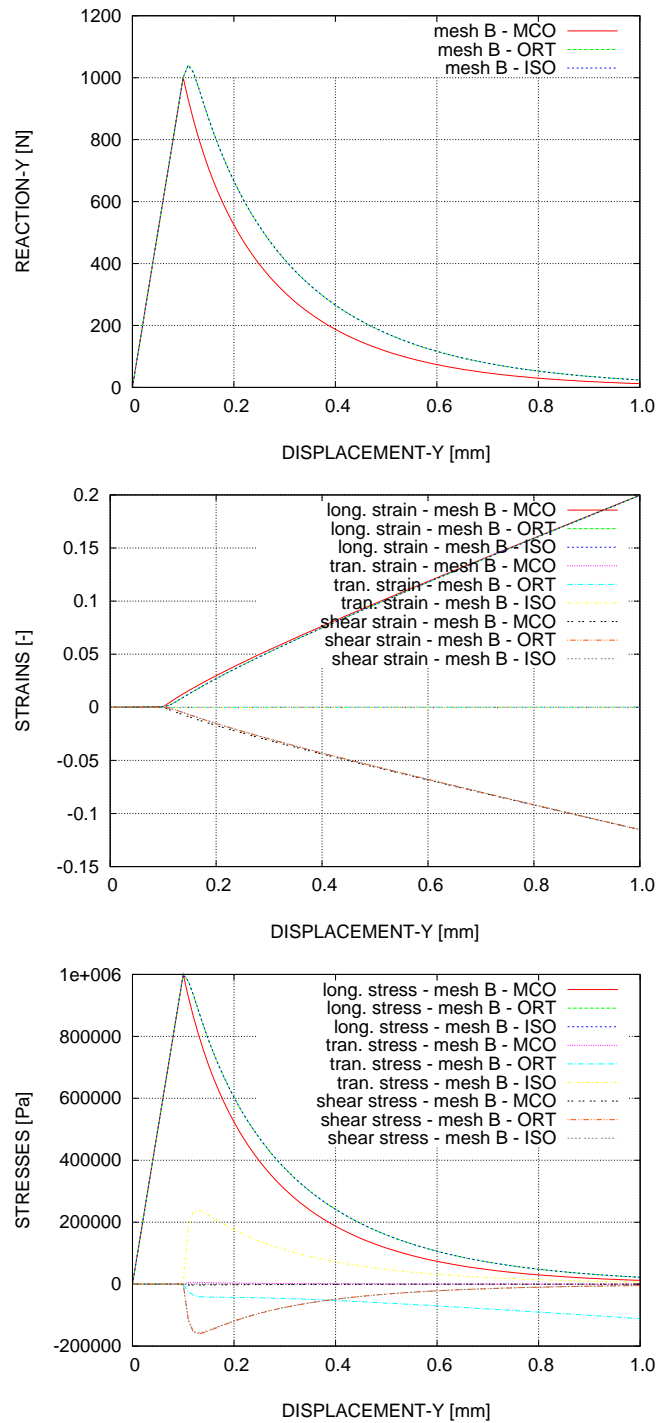 mesh B - MCO
mesh B - ORT
mesh B - ISO
1200
1000
800
600
400
200
0
REACTION-Y [N]
0 0.2 0.4 0.6 0.8 1.0
DISPLACEMENT-Y [mm]
long. strain - mesh B - MCO
long. strain - mesh B - ORT
long. strain - mesh B - ISO
tran. strain - mesh B - MCO
tran. strain - mesh B - ORT
tran. strain - mesh B - ISO
shear strain - mesh B - MCO
shear strain - mesh B - ORT
shear strain - mesh B - ISO
0.2
0.15
0.1
0.05
0
-0.05
-0.1
-0.15
STRAINS [-]
0 0.2 0.4 0.6 0.8 1.0
DISPLACEMENT-Y [mm]
long. stress - mesh B - MCO
long. stress - mesh B - ORT
long. stress - mesh B - ISO
tran. stress - mesh B - MCO
tran. stress - mesh B - ORT
tran. stress - mesh B - ISO
shear stress - mesh B - MCO
shear stress - mesh B - ORT
shear stress - mesh B - ISO
1e+006
800000
600000
400000
200000
0
-200000
STRESSES [Pa]
0 0.2 0.4 0.6 0.8 1.0
DISPLACEMENT-Y [mm]